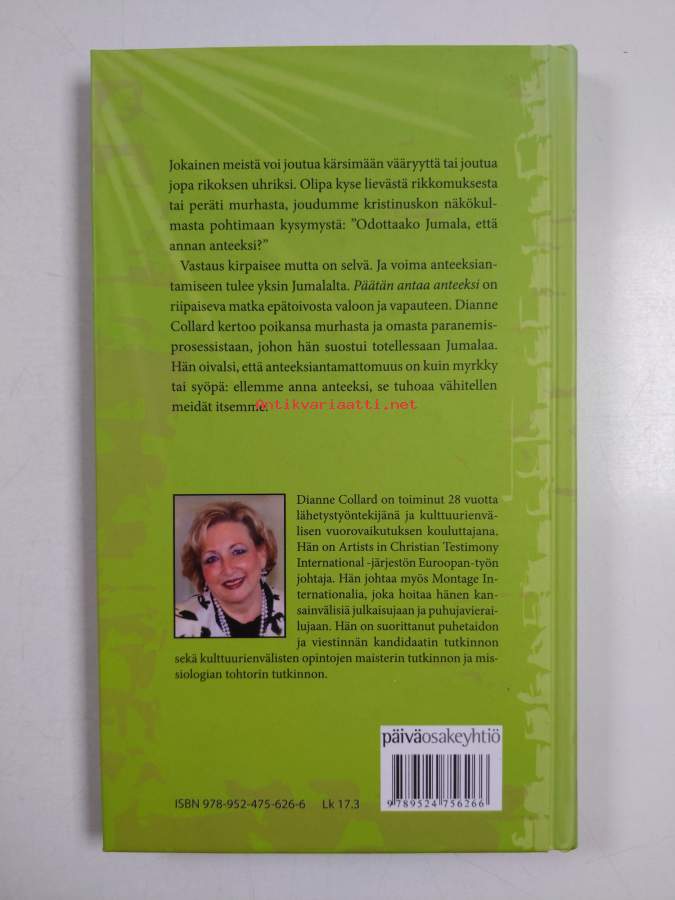 Jokainen meistä voi joutua kärsimään vääryyttä tai joutua
jopa rikoksen uhriksi. Olipa kyse lievästä rikkomuksesta
tai peräti murhasta, joudumme kristinuskon näkökul-
masta pohtimaan kysymystä: ”Odottaako Jumala, että
annan anteeksi?”
Vastaus kirpaisee mutta on selvä. Ja voima anteeksian-
tamiseen tulee yksin Jumalalta. Päätän antaa anteeksi on
riipaiseva matka epätoivosta valoon ja vapauteen. Dianne
Collard kertoo poikansa murhasta ja omasta paranemis-
prosessistaan, johon hän suostui totellessaan Jumalaa.
Hän oivalsi, että anteeksiantamattomuus on kuin myrkky
tai syöpä: ellemme anna anteeksi, se tuhoaa vähitellen
meidät itsemme.
Antikvariaatti.net
Dianne Collard on toiminut 28 vuotta
lähetystyöntekijänä ja kulttuurienvä-
lisen vuorovaikutuksen kouluttajana.
Hän on Artists in Christian Testimony
International -järjestön Euroopan-työn
johtaja. Hän johtaa myös Montage In-
ternationalia, joka hoitaa hänen kan-
sainvälisiä julkaisujaan ja puhujavierai-
lujaan. Hän on suorittanut puhetaidon
ja viestinnän kandidaatin tutkinnon
sekä kulttuurienvälisten opintojen maisterin tutkinnon ja mis-
siologian tohtorin tutkinnon.
päiväosakeyhtiö
ISBN 978-952-475-626-6 Lk 17.3
9789524756266